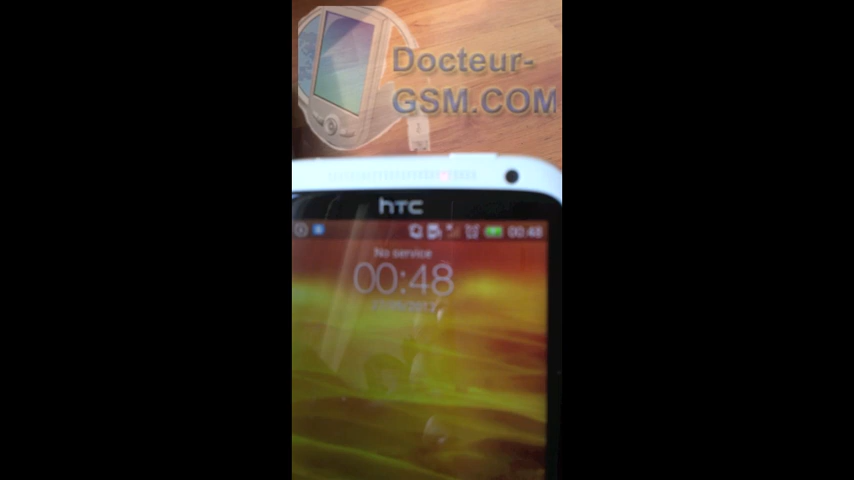 Docteur-
GSM.COM
hTC
00:48
No service
00:48